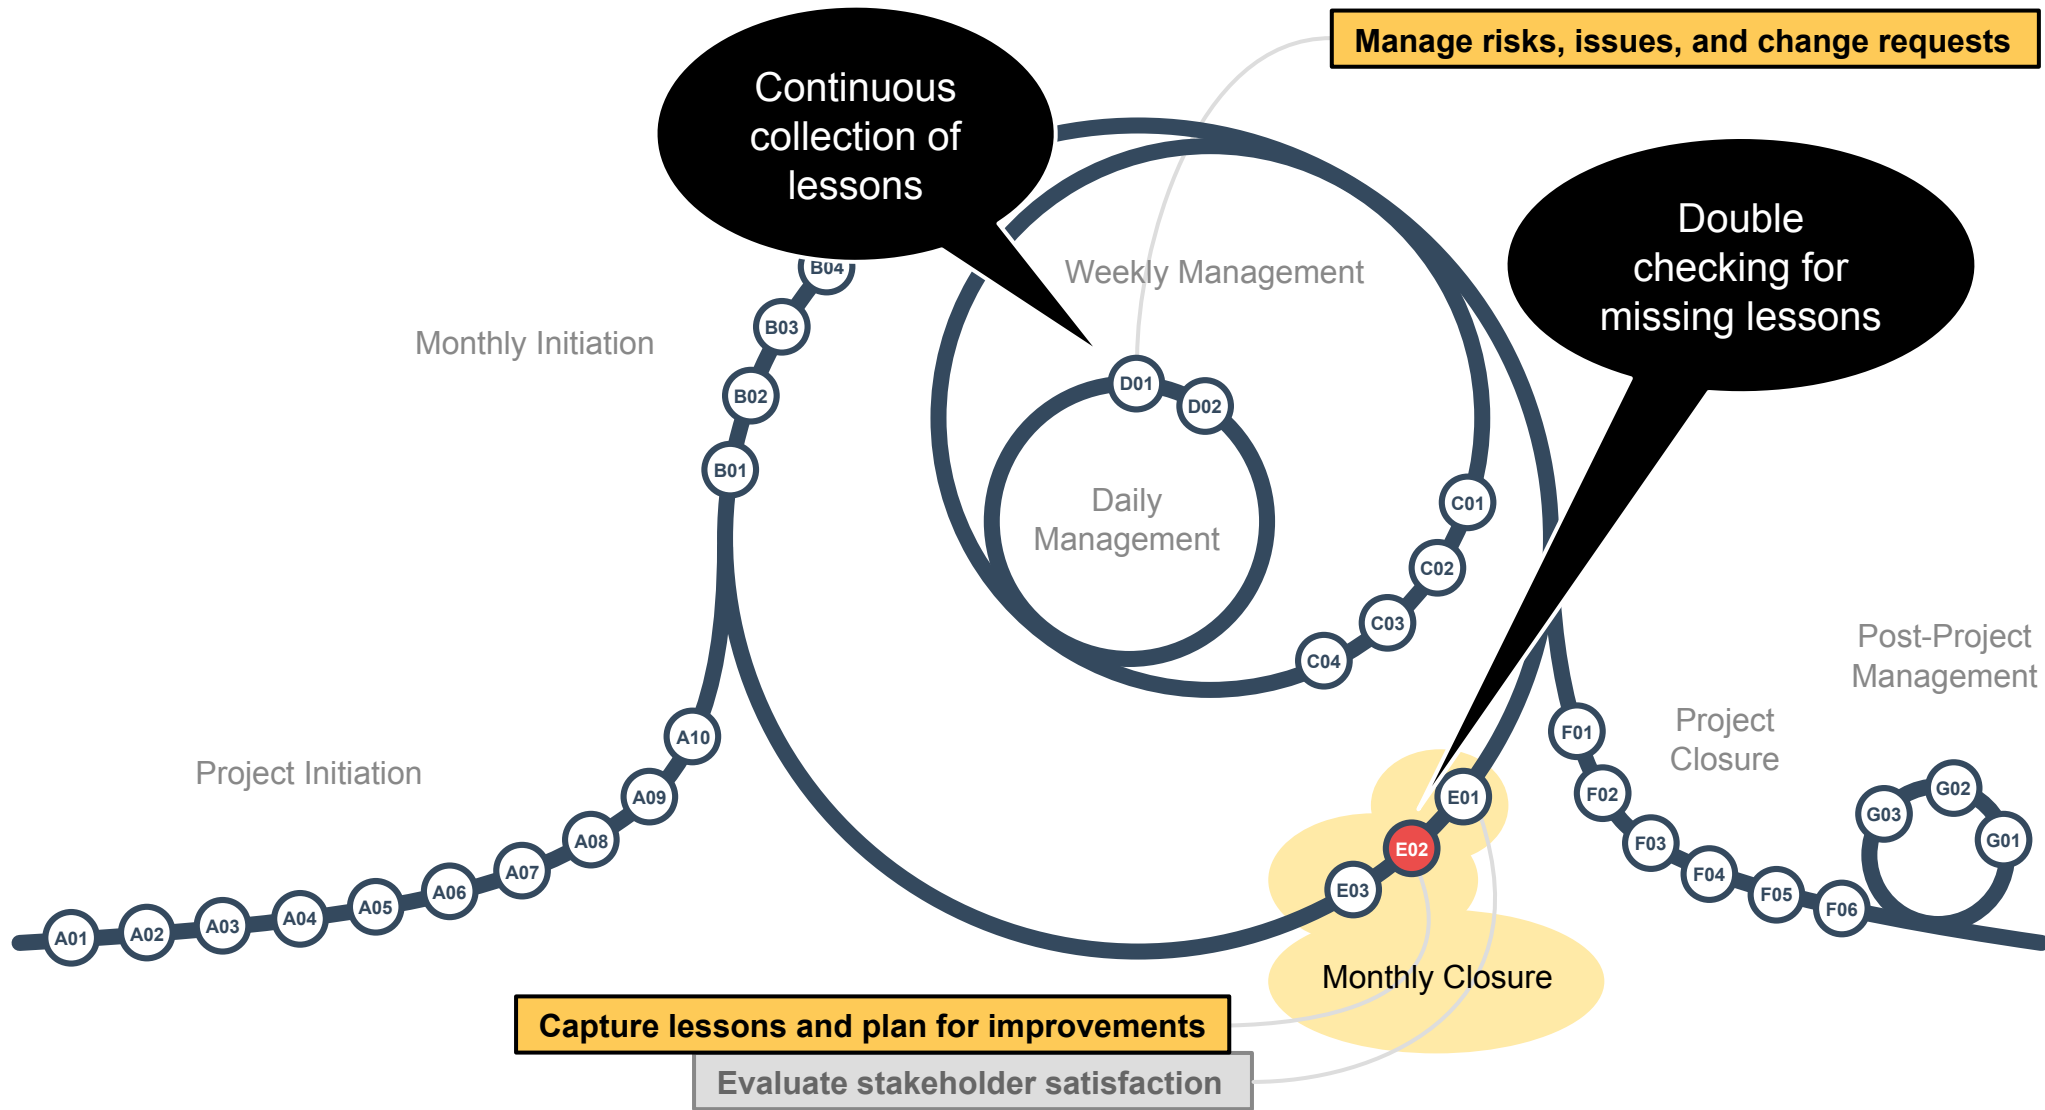 Manage risks, issues, and change requests
Continuous
collection of
lessons
Double
checking for
missing lessons
Weekly Management
Monthly Initiation
B04
B03
B02
B01
D01
D02
Daily
Management
C01
C02
C03
C04
Post-Project
Management
Project
Closure
Project Initiation
A10
A09
A08
A07
A06
A05
A04
A03
A02
A01
E01
E02
E03
F01
F02
F03
F04
F05
F06
G03
G02
G01
Monthly Closure
Capture lessons and plan for improvements
Evaluate stakeholder satisfaction